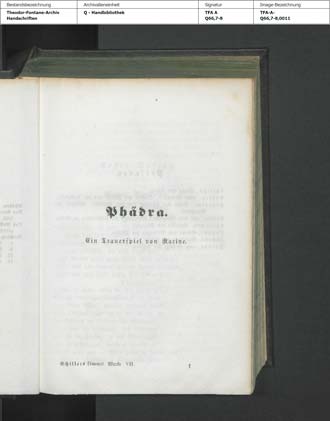 Bestandsbezeichnung
Archivalieneinheit
Signatur
Image-Bezeichnung
Theodor-Fontane-Archiv
Handschriften
Q - Handbibliothek
TFA A
Q66,7-8
TFA-A-
Q66,7-8,0011
Phädra.
Ein Trauerspiel von Racine.
Schillers sämmtl. Werke VII.
1